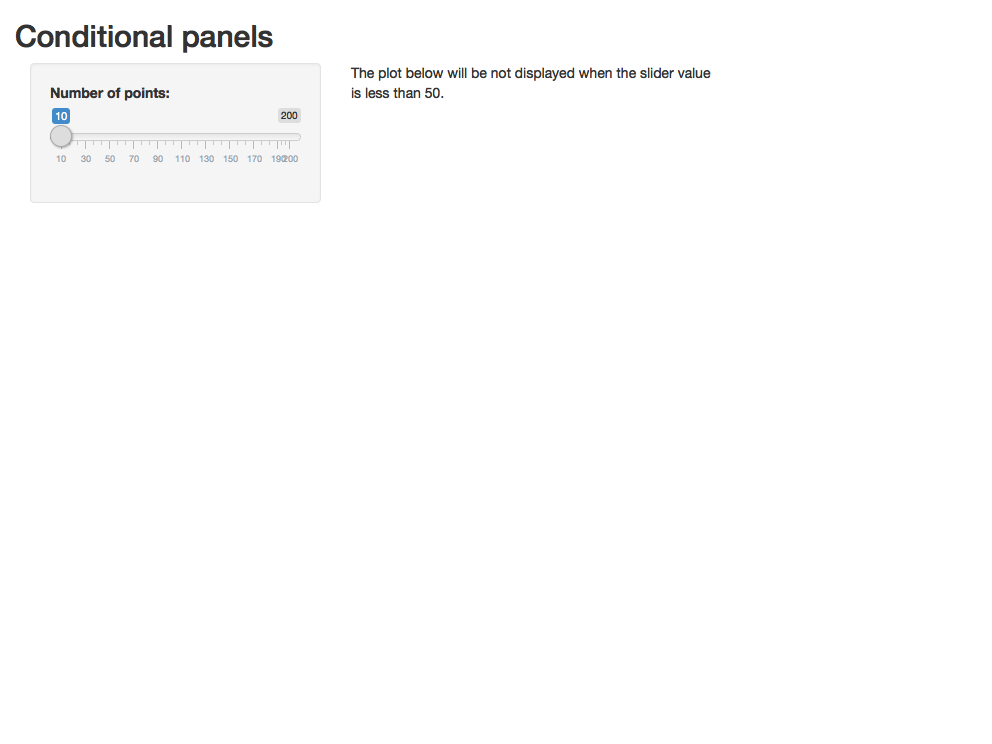 Conditional panels
Number of points:
10 200
10 30 50 70 90 110 130 150 170 190 200
The plot below will be not displayed when the slider value
is less than 50.